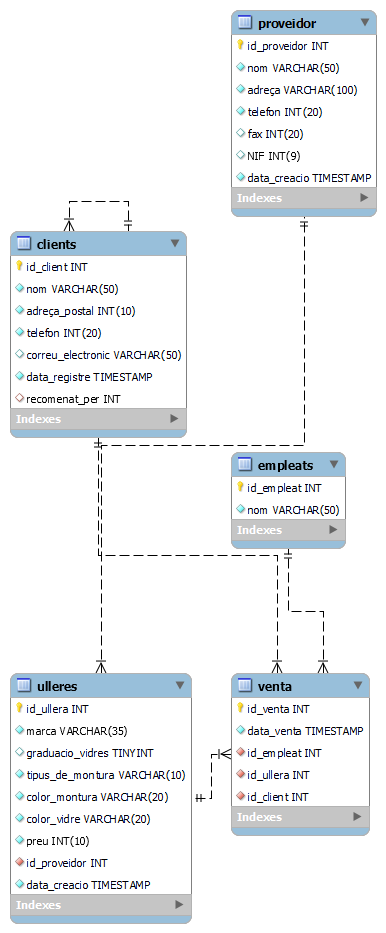 proveidor
id_proveidor INT
nom VARCHAR(50)
adreça VARCHAR(100)
telefon INT(20)
fax INT(20)
NIF INT(9)
data_creacio TIMESTAMP
Indexes
clients
id_client INT
nom VARCHAR(50)
adreça_postal INT(10)
telefon INT(20)
correu_electronic VARCHAR(50)
data_registre TIMESTAMP
recomenat_per INT
Indexes
empleats
id_empleat INT
nom VARCHAR(50)
Indexes
ulleres
id_ullera INT
marca VARCHAR(35)
graduacio_vidres TINYINT
tipus_de_montura VARCHAR(10)
color_montura VARCHAR(20)
color_vidre VARCHAR(20)
preu INT(10)
id_proveidor INT
data_creacio TIMESTAMP
Indexes
venta
id_venta INT
data_venta TIMESTAMP
id_empleat INT
id_ullera INT
id_client INT
Indexes